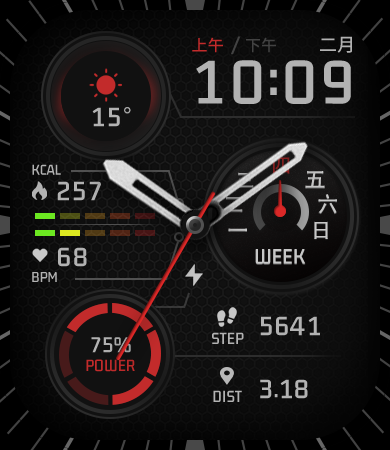 上午 / 下午 二月
10:09
15°
KCAL
257
68
BPM
一 二 三 四 五 六 日
WEEK
75%
POWER
STEP 5641
DIST 3.18